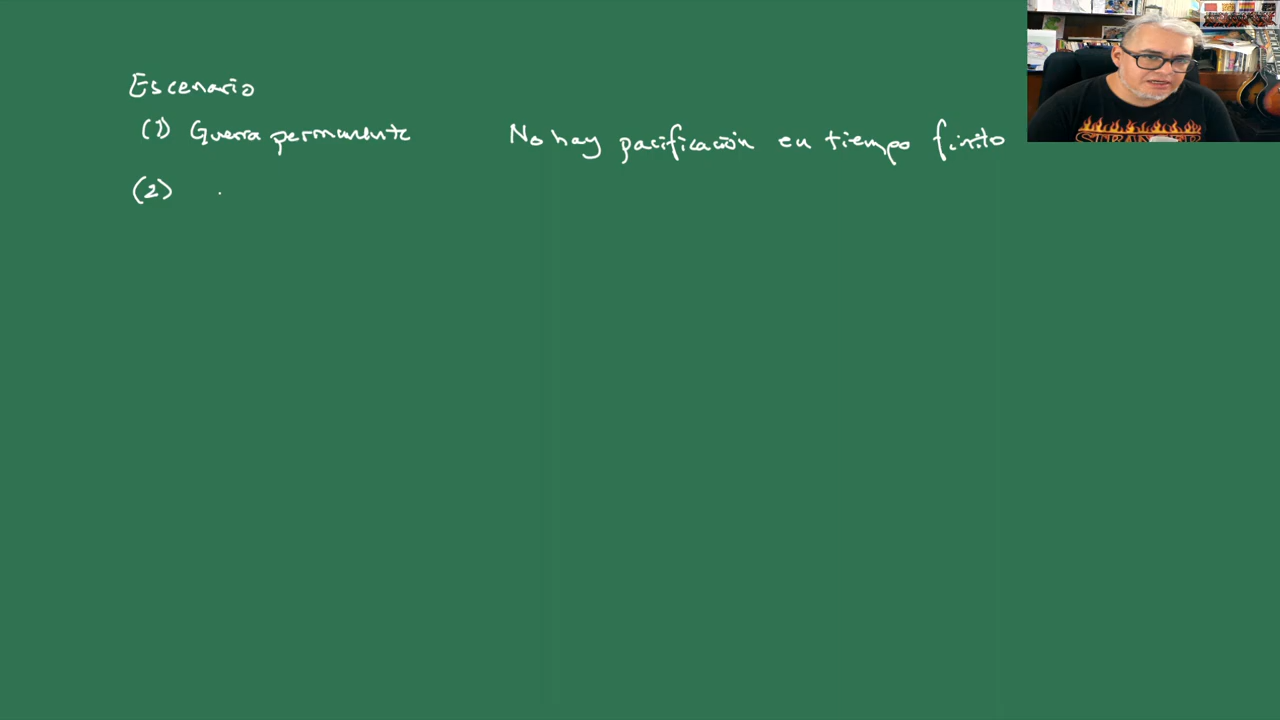 Escenario
(1) Guerra permanente No hay pacificación en tiempo finito
(2)